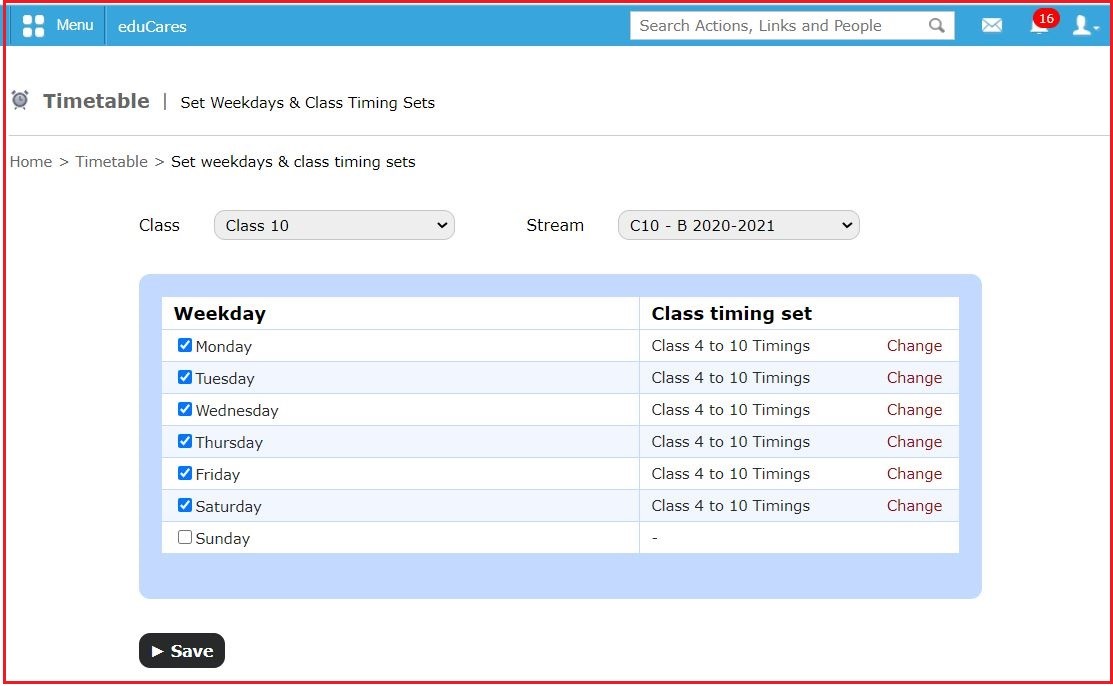 Menu eduCares Search Actions, Links and People 16
Timetable | Set Weekdays & Class Timing Sets
Home > Timetable > Set weekdays & class timing sets
Class Class 10 Stream C10 - B 2020-2021
Weekday Class timing set
Monday Class 4 to 10 Timings Change
Tuesday Class 4 to 10 Timings Change
Wednesday Class 4 to 10 Timings Change
Thursday Class 4 to 10 Timings Change
Friday Class 4 to 10 Timings Change
Saturday Class 4 to 10 Timings Change
Sunday -
Save